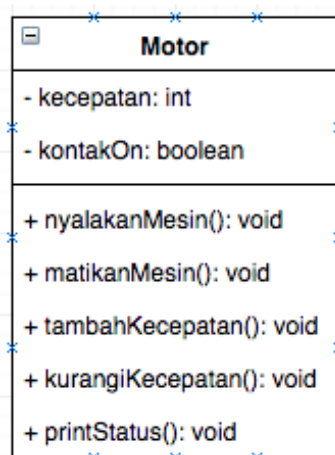 Motor
- kecepatan: int
- kontakOn: boolean
+ nyalakanMesin(): void
+ matikanMesin(): void
+ tambahKecepatan(): void
+ kurangiKecepatan(): void
+ printStatus(): void